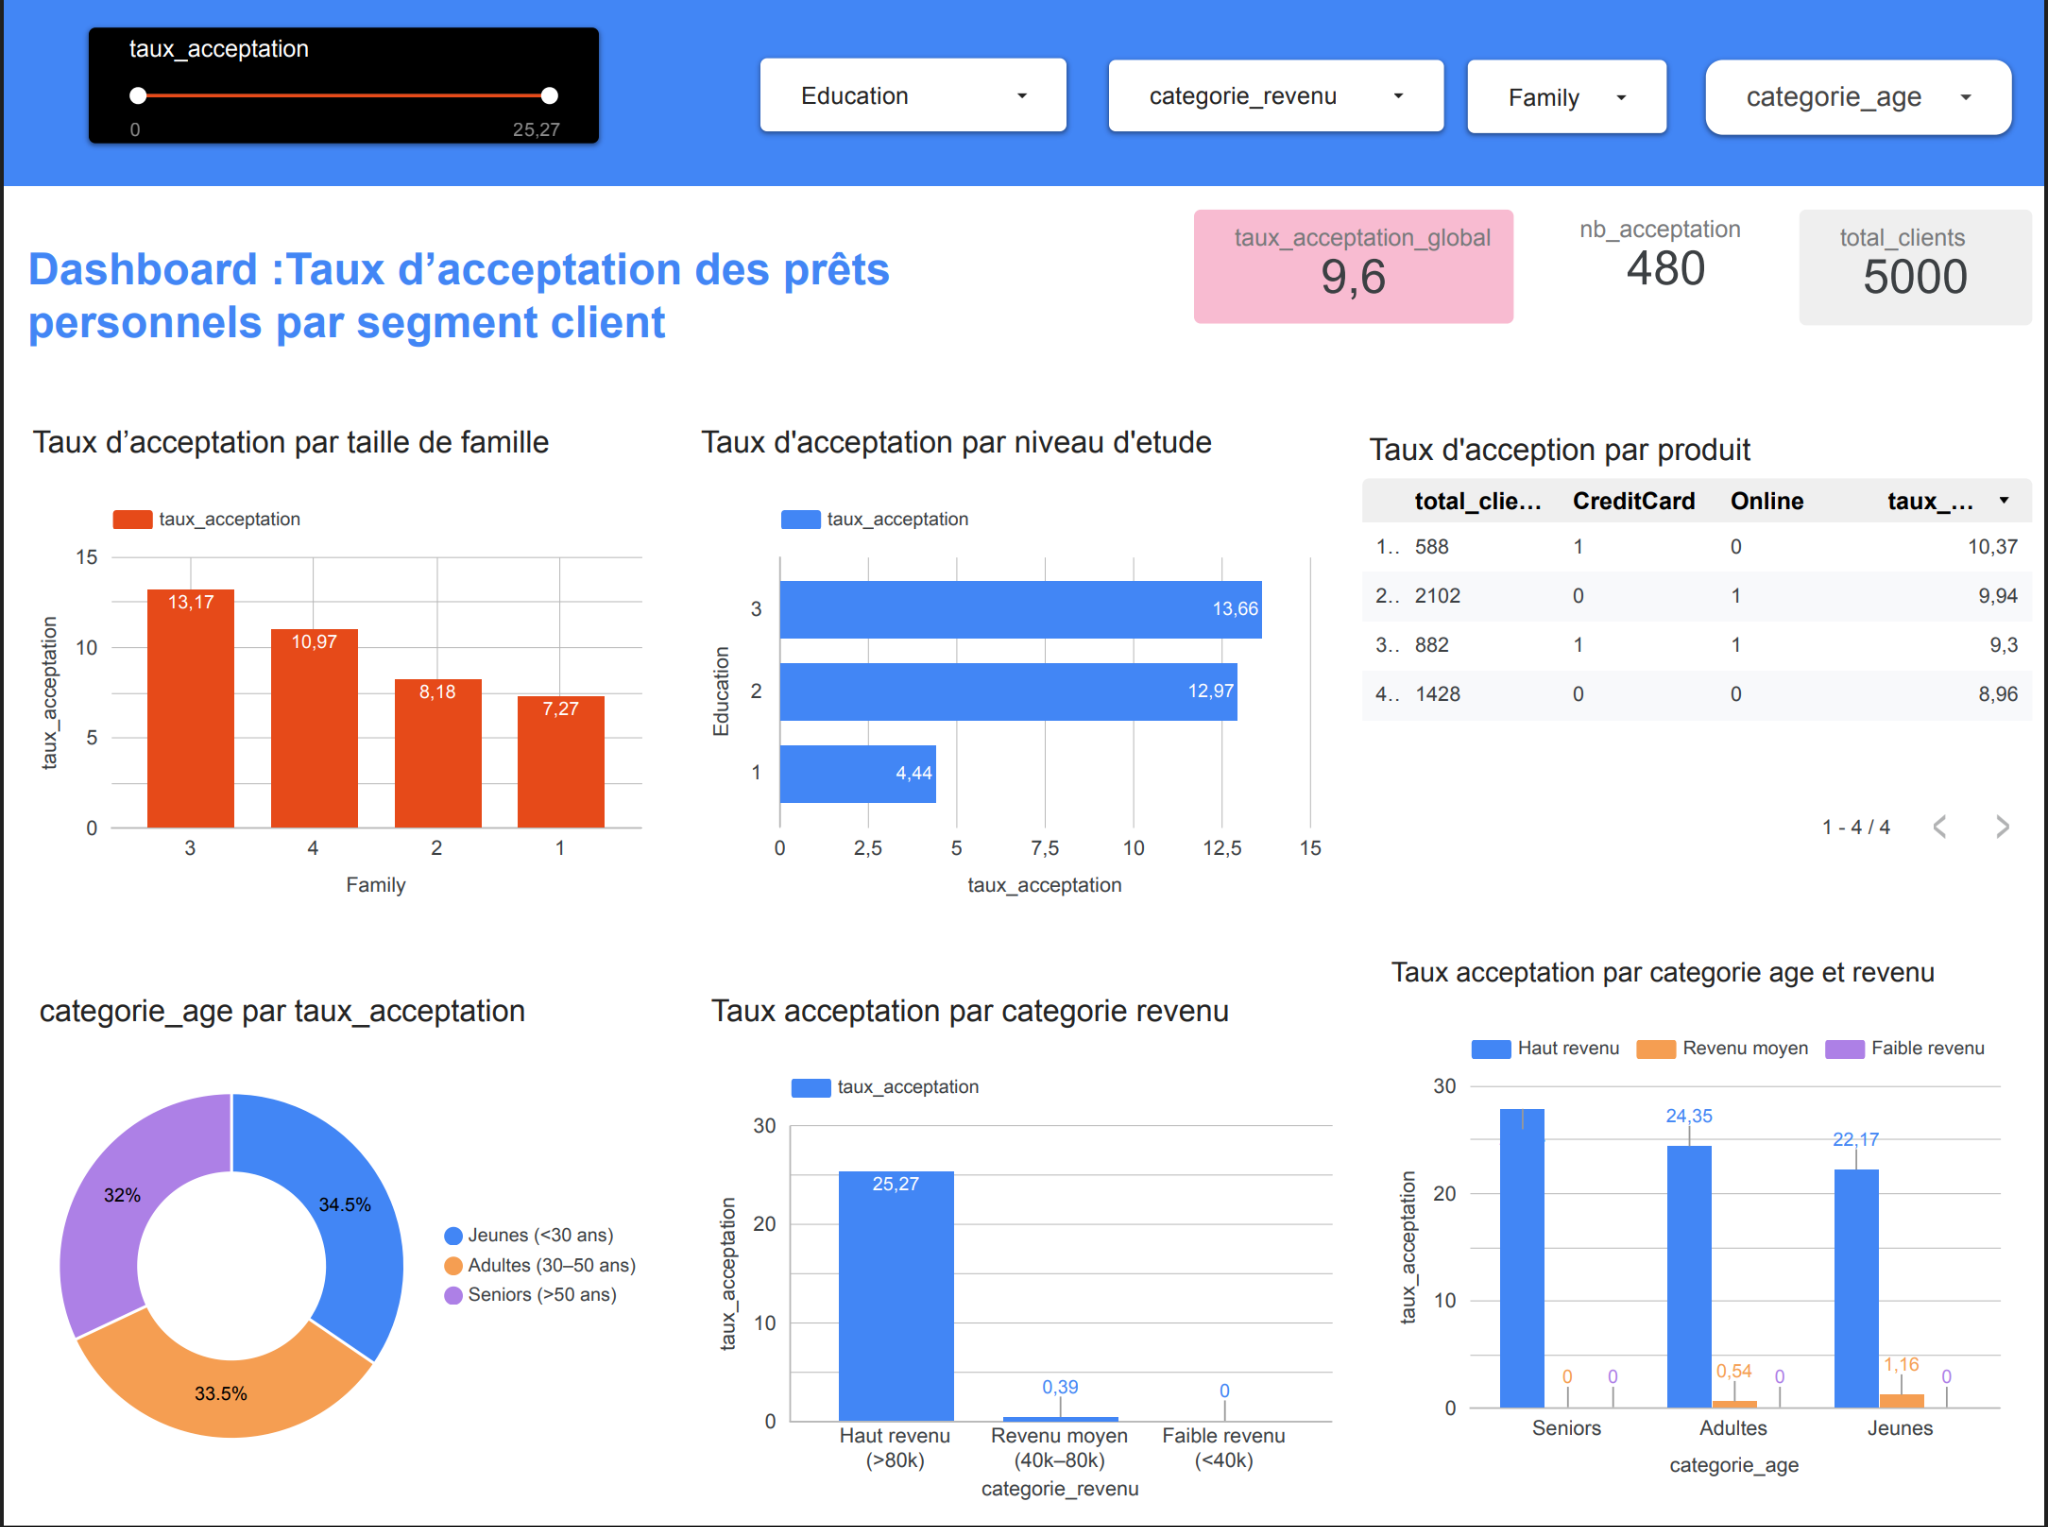 taux_acceptation
0 25,27
Education
categorie_revenu
Family
categorie_age
Dashboard :Taux d’acceptation des prêts
personnels par segment client
taux_acceptation_global
9,6
nb_acceptation
480
total_clients
5000
Taux d’acceptation par taille de famille
taux_acceptation
15
10
5
0
taux_acceptation
13,17
10,97
8,18
7,27
3 4 2 1
Family
Taux d'acceptation par niveau d'etude
taux_acceptation
Education
3 13,66
2 12,97
1 4,44
0 2,5 5 7,5 10 12,5 15
taux_acceptation
Taux d'acception par produit
total_clie... CreditCard Online taux_...
1.. 588 1 0 10,37
2.. 2102 0 1 9,94
3.. 882 1 1 9,3
4.. 1428 0 0 8,96
1 - 4 / 4
categorie_age par taux_acceptation
32%
34.5%
33.5%
Jeunes (<30 ans)
Adultes (30–50 ans)
Seniors (>50 ans)
Taux acceptation par categorie revenu
taux_acceptation
30
20
10
0
taux_acceptation
25,27
0,39
0
Haut revenu Revenu moyen Faible revenu
(>80k) (40k–80k) (<40k)
categorie_revenu
Taux acceptation par categorie age et revenu
Haut revenu Revenu moyen Faible revenu
30
20
10
0
taux_acceptation
24,35
22,17
0 0 0,54 0 1,16 0
Seniors Adultes Jeunes
categorie_age